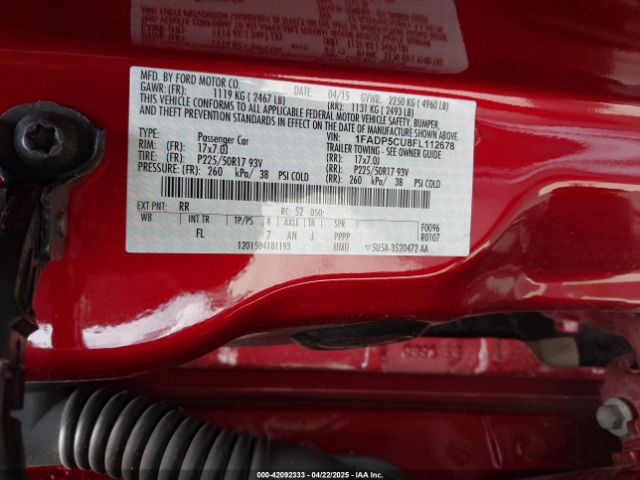 MFD. BY FORD MOTOR CO.
DATE: 04/15 GVWR: 2250 KG (4960 LB)
GAWR: (FR): 1119 KG (2467 LB) (RR): 1131 KG (2493 LB)
THIS VEHICLE CONFORMS TO ALL APPLICABLE FEDERAL MOTOR VEHICLE SAFETY, BUMPER,
AND THEFT PREVENTION STANDARDS IN EFFECT ON THE DATE OF MANUFACTURE SHOWN ABOVE.
VIN: 1FADP5CU8FL112678
TYPE: Passenger Car TRAILER TOWING - SEE OWNER GUIDE
RIM: (FR) 17x7.0J (RR) 17x7.0J
TIRE: P225/50R17 93V P225/50R17 93V
PRESSURE: (FR) 260 kPa/ 38 PSI COLD (RR) 260 kPa/ 38 PSI COLD
EXT PNT: RR RC: 52 DSO:
WB INT TR TP/PS R AXLE TR SPR F0096
FL 7 AN J PPPP R0107
1201504181193 UMU 5U5A-3520472-AA
000-42092333 - 04/22/2025 - IAAI.COM